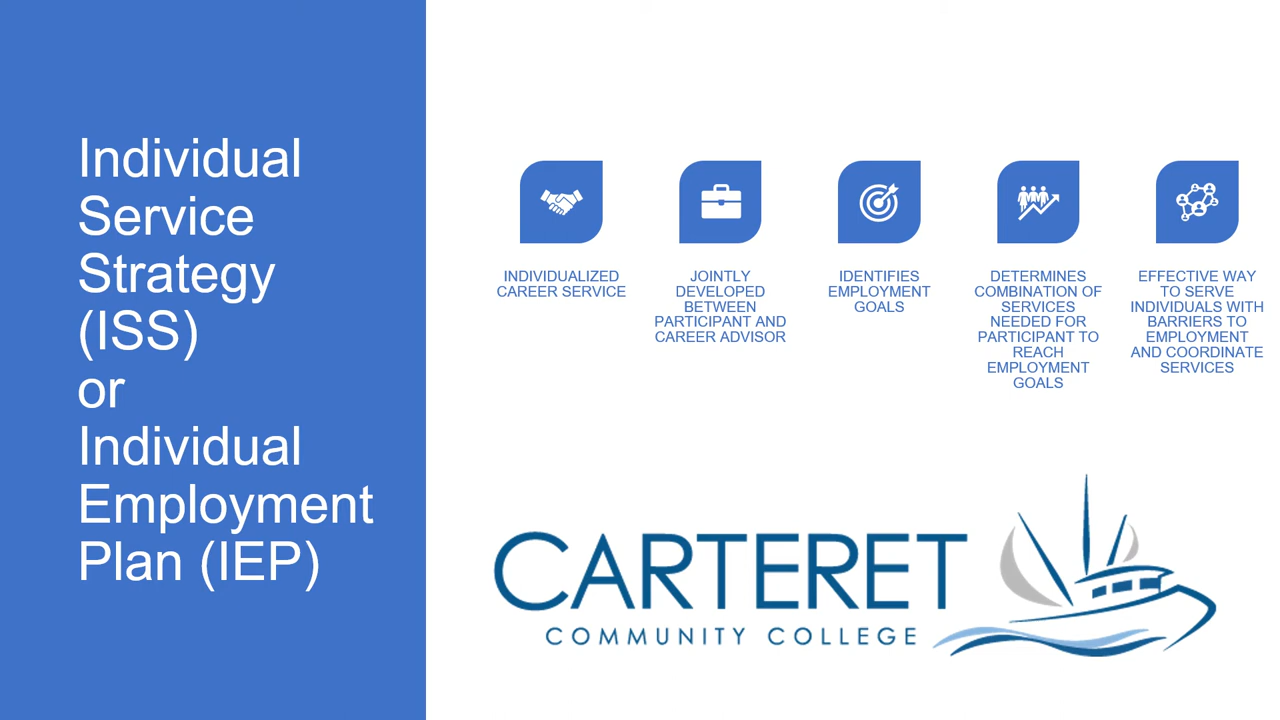 Individual
Service
Strategy
(ISS)
or
Individual
Employment
Plan (IEP)
INDIVIDUALIZED
CAREER SERVICE
JOINTLY
DEVELOPED
BETWEEN
PARTICIPANT AND
CAREER ADVISOR
IDENTIFIES
EMPLOYMENT
GOALS
DETERMINES
COMBINATION OF
SERVICES
NEEDED FOR
PARTICIPANT TO
REACH
EMPLOYMENT
GOALS
EFFECTIVE WAY
TO SERVE
INDIVIDUALS WITH
BARRIERS TO
EMPLOYMENT
AND COORDINATE
SERVICES
CARTERET
COMMUNITY COLLEGE